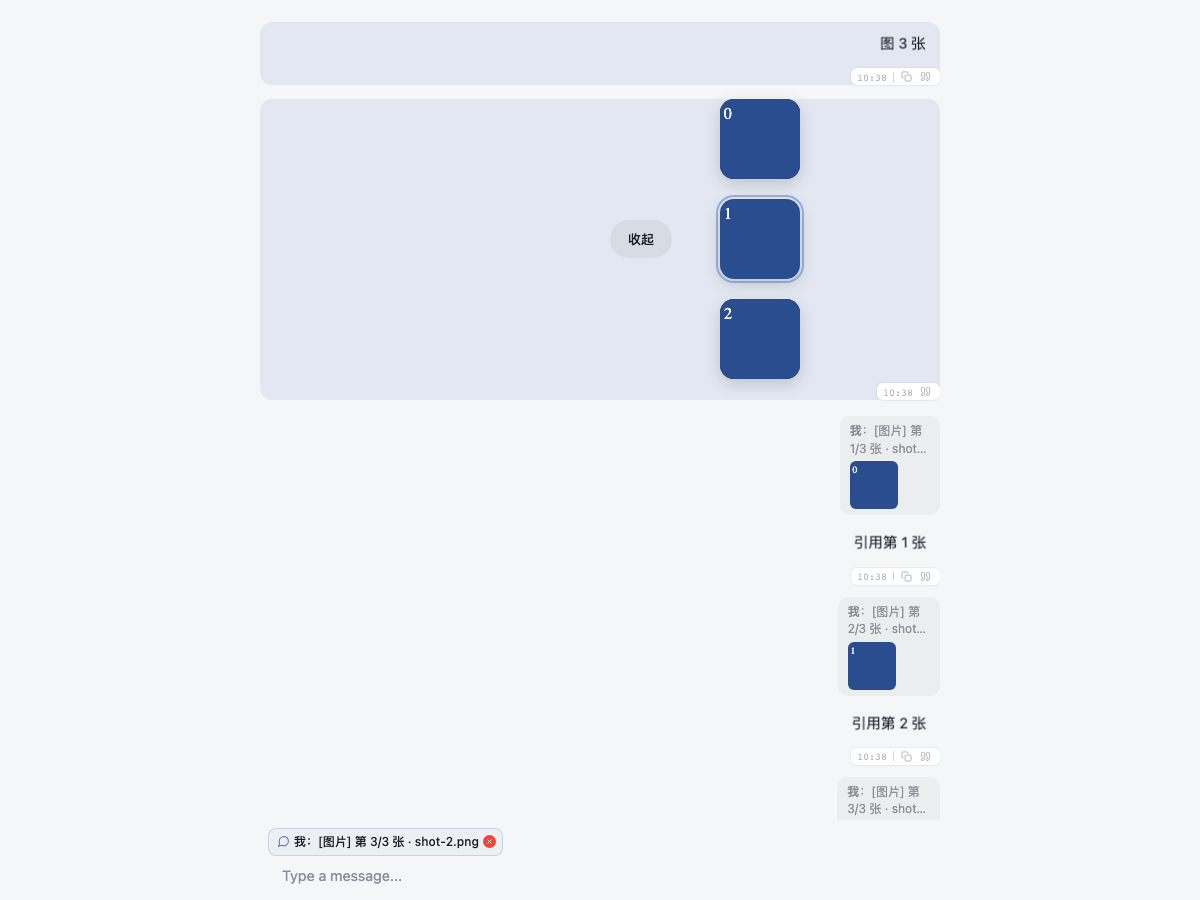 图 3 张
10:38
0
1
收起
2
10:38
我：[图片] 第
1/3 张 · shot...
0
引用第 1 张
10:38
我：[图片] 第
2/3 张 · shot...
1
引用第 2 张
10:38
我：[图片] 第
3/3 张 · shot...
我：[图片] 第 3/3 张 · shot-2.png
Type a message...